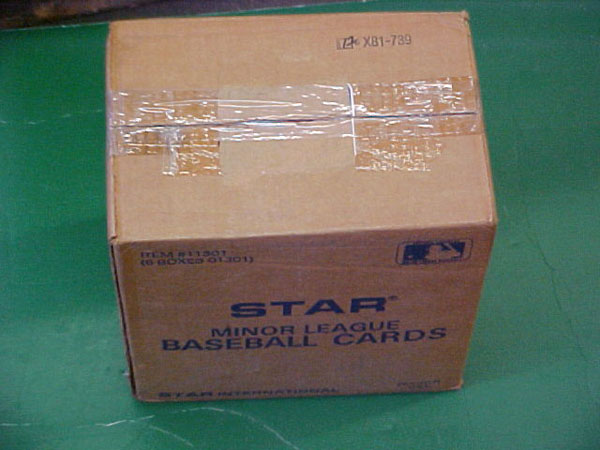 X81-739
ITEM #11301
(6 BOXES 01301)
STAR®
MINOR LEAGUE
BASEBALL CARDS
STAR INTERNATIONAL